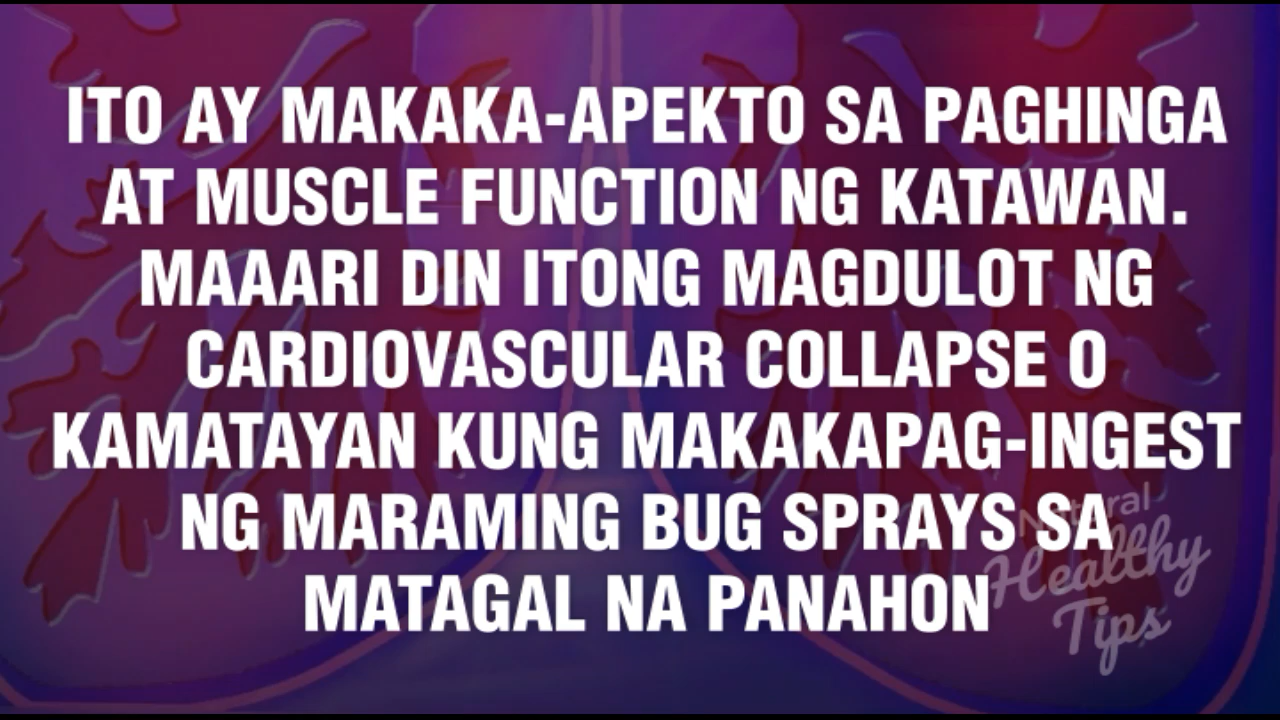 ITO AY MAKAKA-APEKTO SA PAGHINGA
AT MUSCLE FUNCTION NG KATAWAN.
MAAARI DIN ITONG MAGDULOT NG
CARDIOVASCULAR COLLAPSE O
KAMATAYAN KUNG MAKAKAPAG-INGEST
NG MARAMING BUG SPRAYS SA
MATAGAL NA PANAHON
Natural
Healthy
Tips